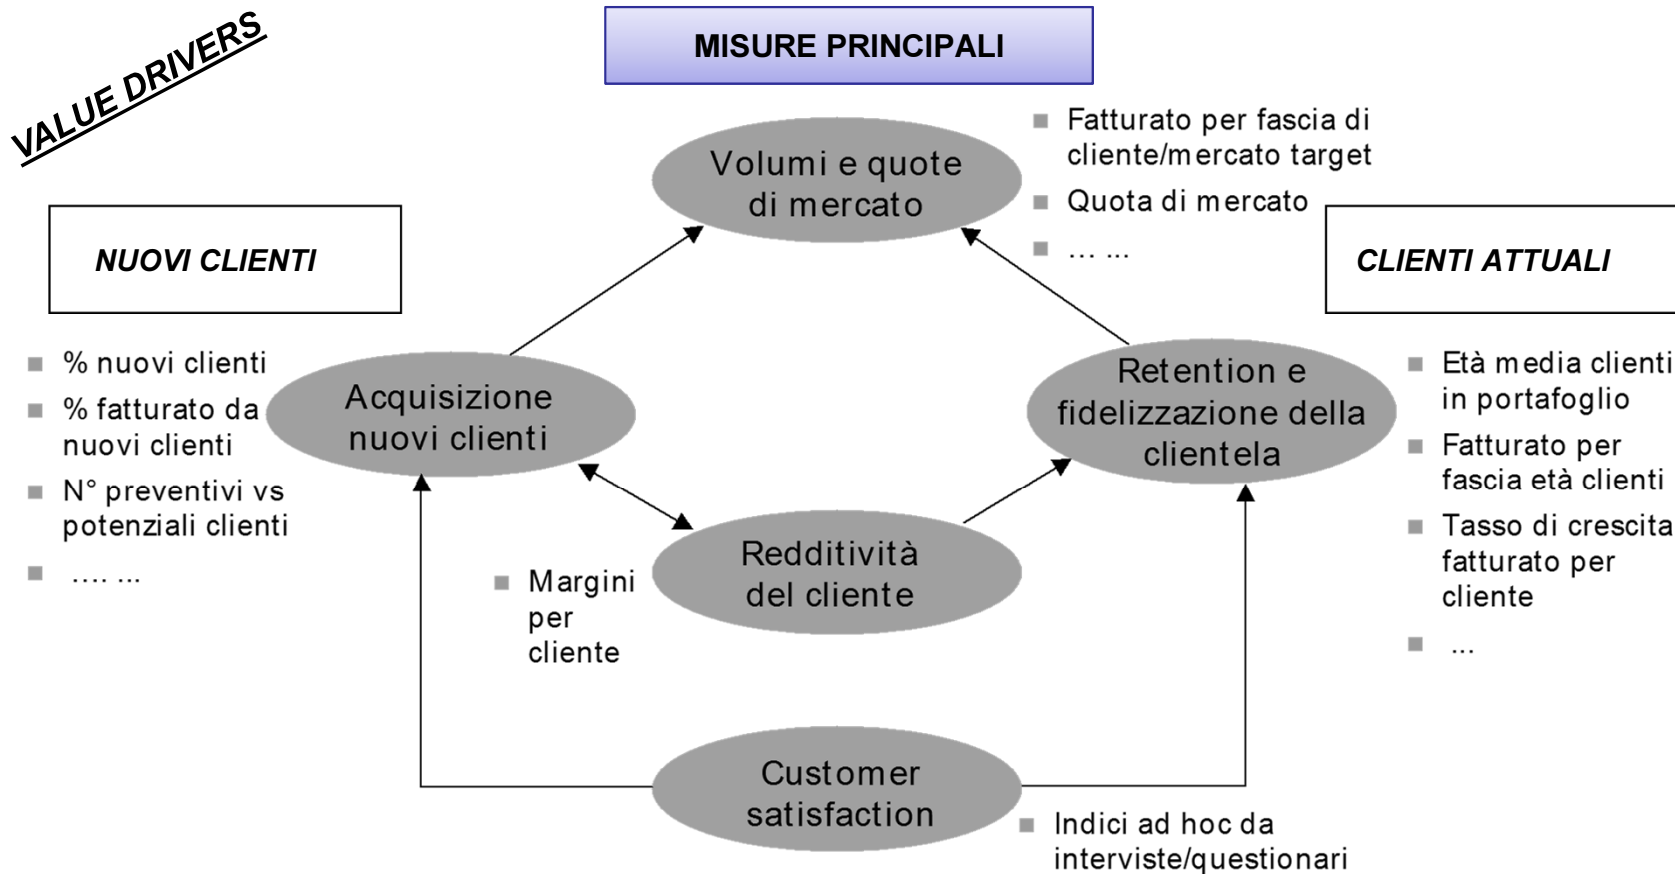 VALUE DRIVERS
MISURE PRINCIPALI
Volumi e quote
di mercato
■ Fatturato per fascia di
cliente/mercato target
■ Quota di mercato
■ ... ...
NUOVI CLIENTI
CLIENTI ATTUALI
■ % nuovi clienti
■ % fatturato da
nuovi clienti
■ N° preventivi vs
potenziali clienti
■ .... ...
Acquisizione
nuovi clienti
Retention e
fidelizzazione della
clientela
■ Età media clienti
in portafoglio
■ Fatturato per
fascia età clienti
■ Tasso di crescita
fatturato per
cliente
■ ...
Redditività
del cliente
■ Margini
per
cliente
Customer
satisfaction
■ Indici ad hoc da
interviste/questionari